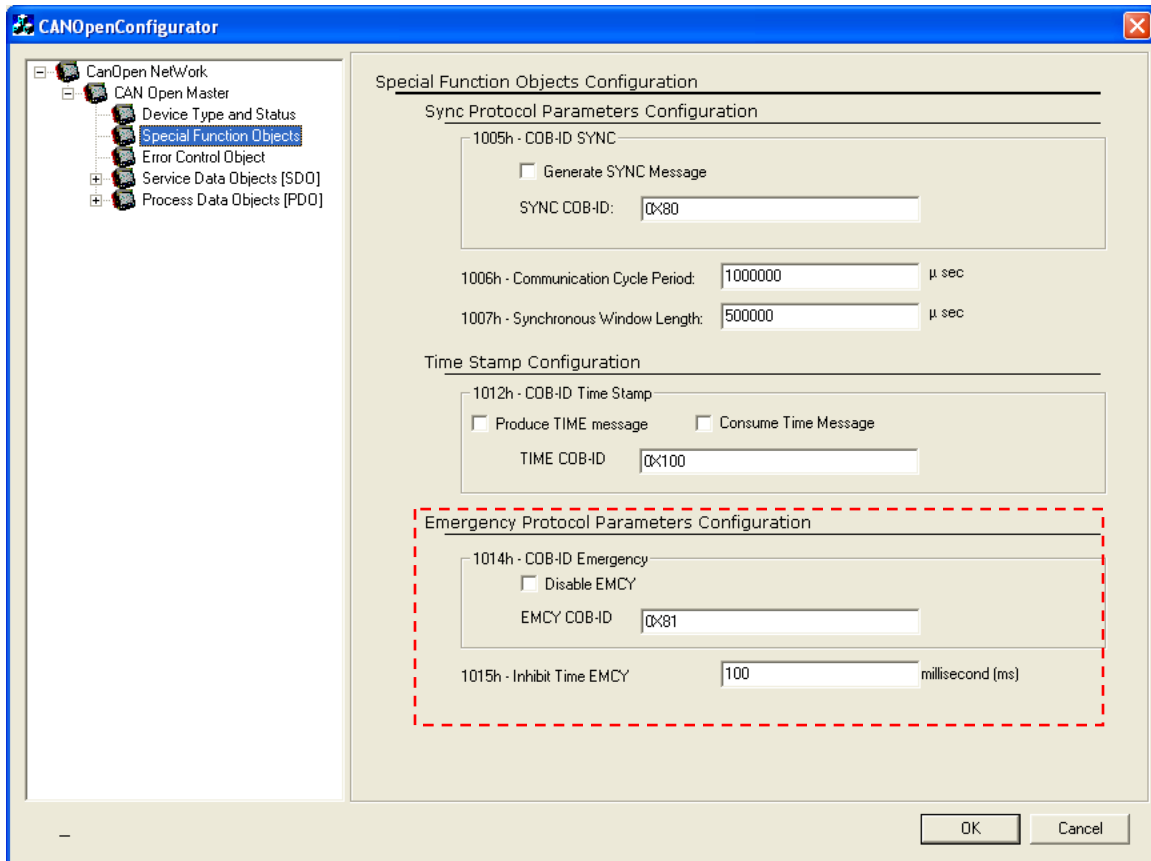 CANOpenConfigurator
CanOpen NetWork
CAN Open Master
Device Type and Status
Special Function Objects
Error Control Object
Service Data Objects [SDO]
Process Data Objects [PDO]
Special Function Objects Configuration
Sync Protocol Parameters Configuration
1005h - COB-ID SYNC
Generate SYNC Message
SYNC COB-ID: 0X80
1006h - Communication Cycle Period: 1000000 µ sec
1007h - Synchronous Window Length: 500000 µ sec
Time Stamp Configuration
1012h - COB-ID Time Stamp
Produce TIME message Consume Time Message
TIME COB-ID 0X100
Emergency Protocol Parameters Configuration
1014h - COB-ID Emergency
Disable EMCY
EMCY COB-ID 0X81
1015h - Inhibit Time EMCY 100 millisecond (ms)
OK Cancel